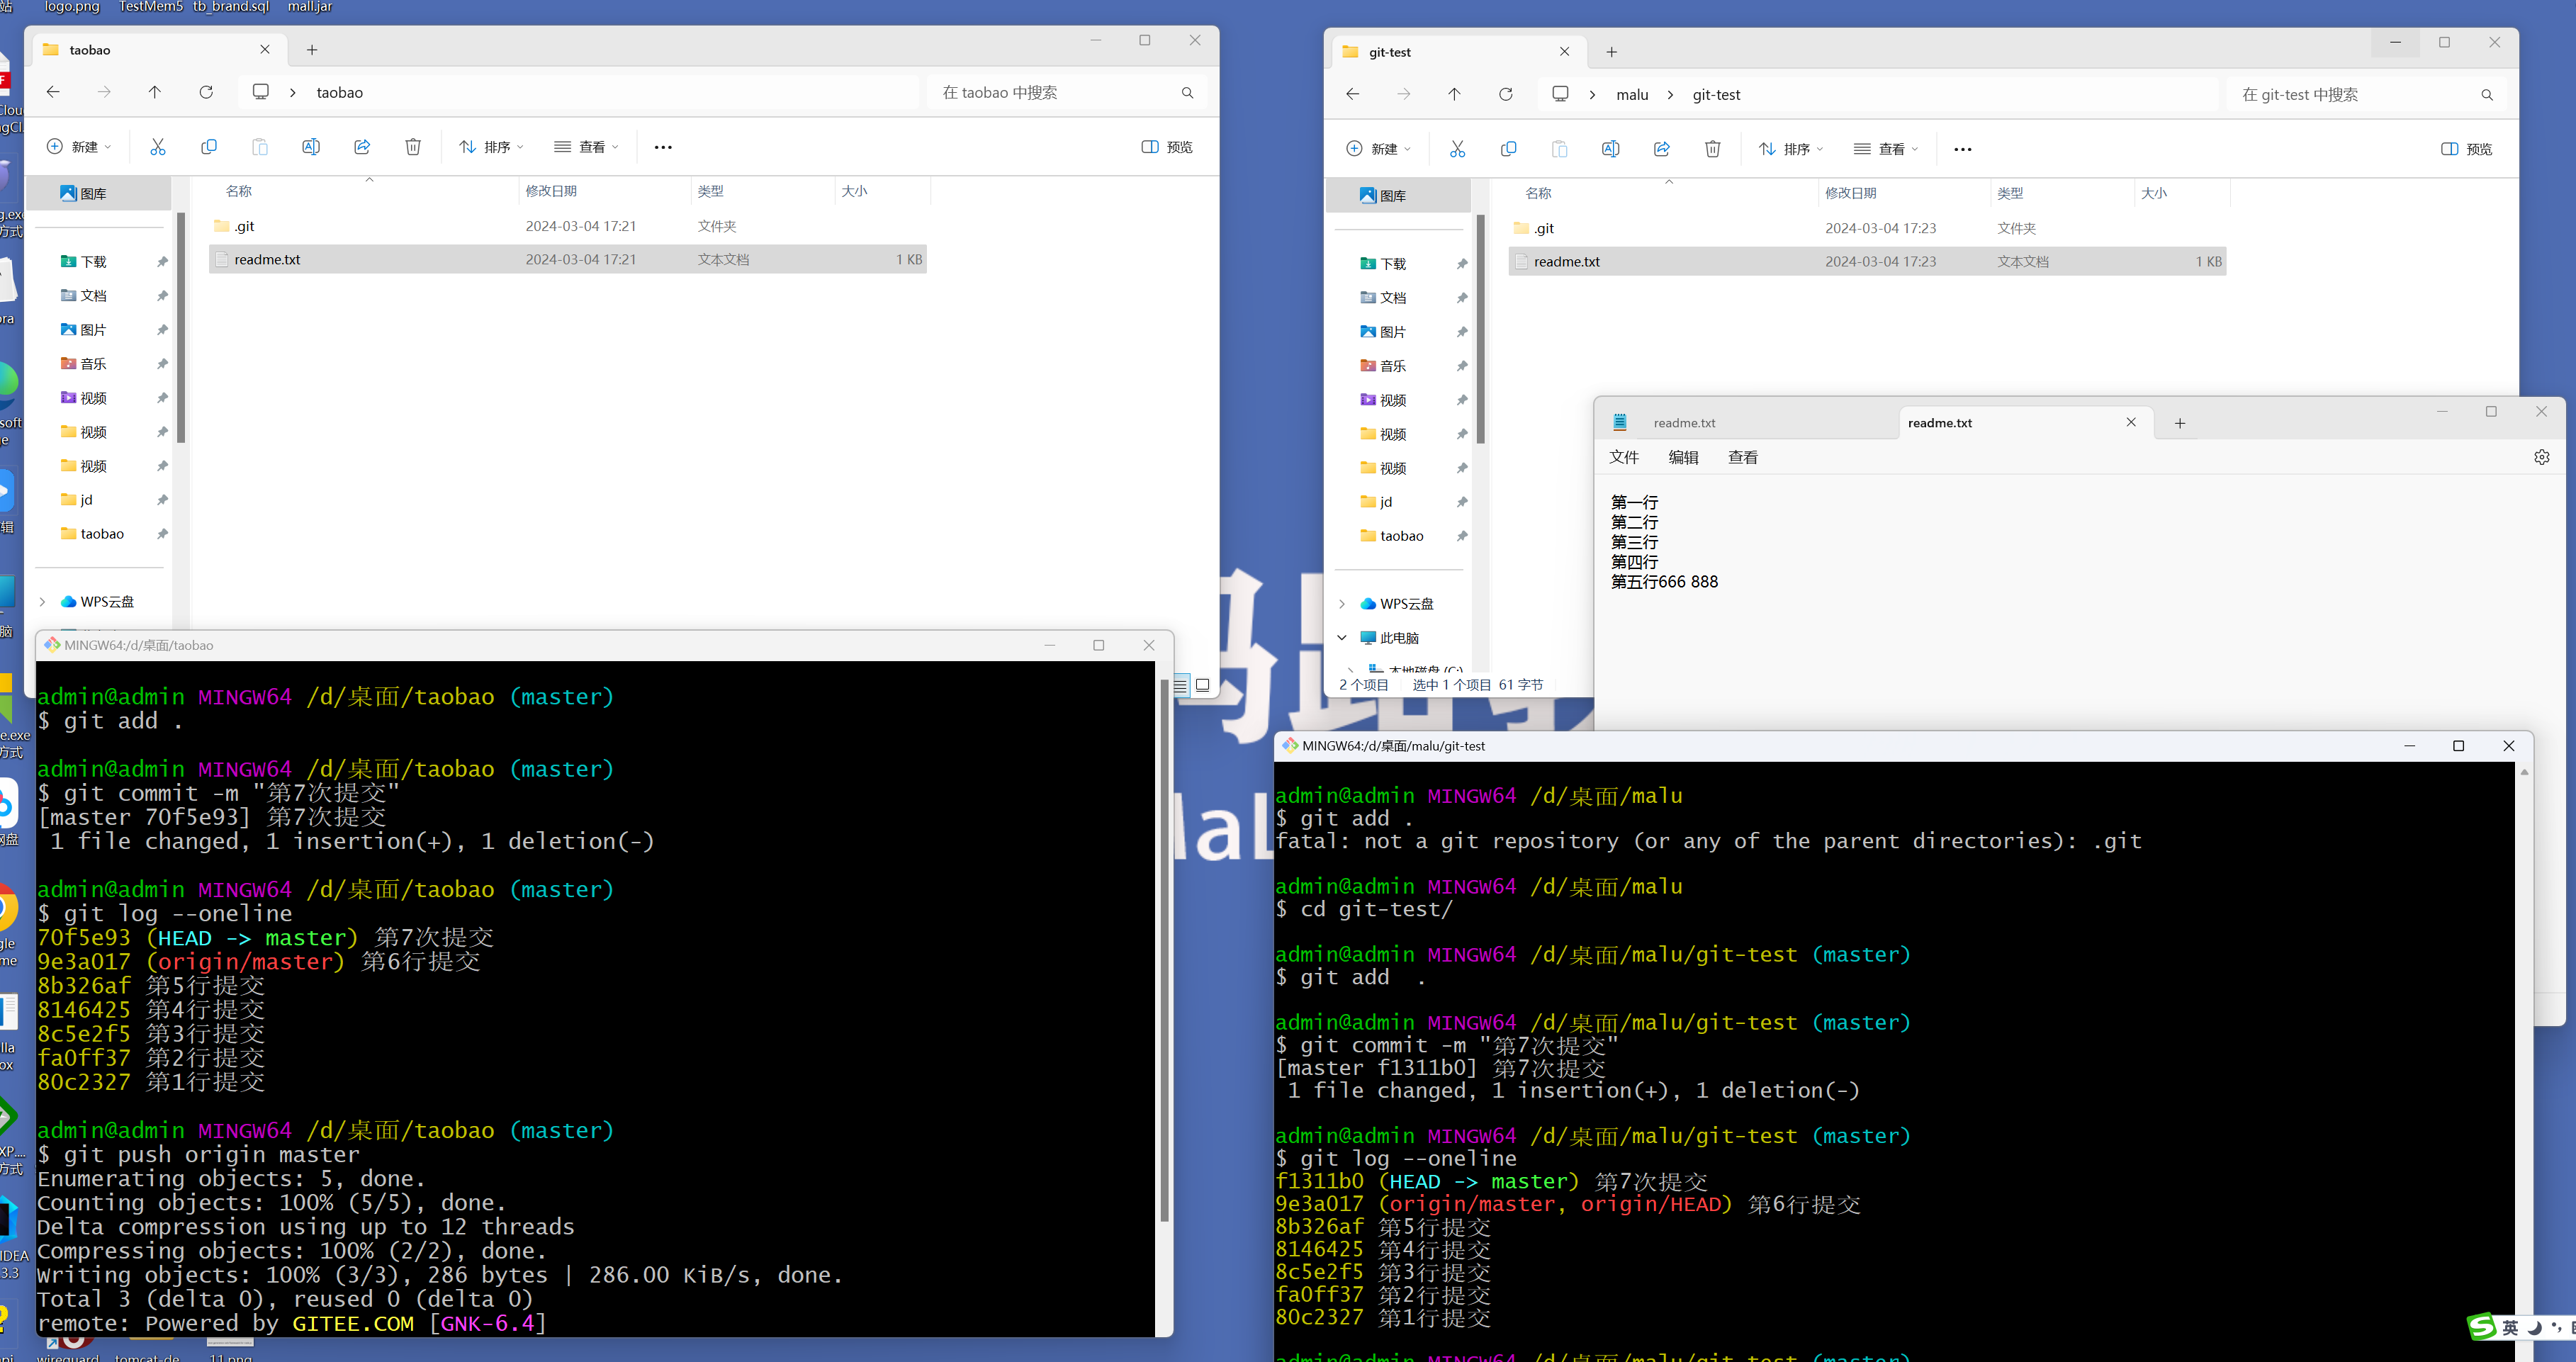 站
logo.png
TestMem5
tb_brand.sql
mall.jar
taobao
taobao
在 taobao 中搜索
新建
排序
查看
预览
图库
名称
修改日期
类型
大小
.git
2024-03-04 17:21
文件夹
readme.txt
2024-03-04 17:21
文本文档
1 KB
下载
文档
图片
音乐
视频
视频
视频
jd
taobao
WPS云盘
git-test
malu
git-test
在 git-test 中搜索
新建
排序
查看
预览
图库
名称
修改日期
类型
大小
.git
2024-03-04 17:23
文件夹
readme.txt
2024-03-04 17:23
文本文档
1 KB
下载
文档
图片
音乐
视频
视频
视频
jd
taobao
WPS云盘
此电脑
本地磁盘 (C:)
2 个项目
选中 1 个项目 61 字节
readme.txt
readme.txt
文件
编辑
查看
第一行
第二行
第三行
第四行
第五行666 888
MINGW64:/d/桌面/taobao
admin@admin MINGW64 /d/桌面/taobao (master)
$ git add .
admin@admin MINGW64 /d/桌面/taobao (master)
$ git commit -m "第7次提交"
[master 70f5e93] 第7次提交
1 file changed, 1 insertion(+), 1 deletion(-)
admin@admin MINGW64 /d/桌面/taobao (master)
$ git log --oneline
70f5e93 (HEAD -> master) 第7次提交
9e3a017 (origin/master) 第6行提交
8b326af 第5行提交
8146425 第4行提交
8c5e2f5 第3行提交
fa0ff37 第2行提交
80c2327 第1行提交
admin@admin MINGW64 /d/桌面/taobao (master)
$ git push origin master
Enumerating objects: 5, done.
Counting objects: 100% (5/5), done.
Delta compression using up to 12 threads
Compressing objects: 100% (2/2), done.
Writing objects: 100% (3/3), 286 bytes | 286.00 KiB/s, done.
Total 3 (delta 0), reused 0 (delta 0)
remote: Powered by GITEE.COM [GNK-6.4]
MINGW64:/d/桌面/malu/git-test
admin@admin MINGW64 /d/桌面/malu
$ git add .
fatal: not a git repository (or any of the parent directories): .git
admin@admin MINGW64 /d/桌面/malu
$ cd git-test/
admin@admin MINGW64 /d/桌面/malu/git-test (master)
$ git add  .
admin@admin MINGW64 /d/桌面/malu/git-test (master)
$ git commit -m "第7次提交"
[master f1311b0] 第7次提交
1 file changed, 1 insertion(+), 1 deletion(-)
admin@admin MINGW64 /d/桌面/malu/git-test (master)
$ git log --oneline
f1311b0 (HEAD -> master) 第7次提交
9e3a017 (origin/master, origin/HEAD) 第6行提交
8b326af 第5行提交
8146425 第4行提交
8c5e2f5 第3行提交
fa0ff37 第2行提交
80c2327 第1行提交
admin@admin MINGW64 /d/桌面/malu/git-test (master)
wireguard
tomcat-de
11.png
英